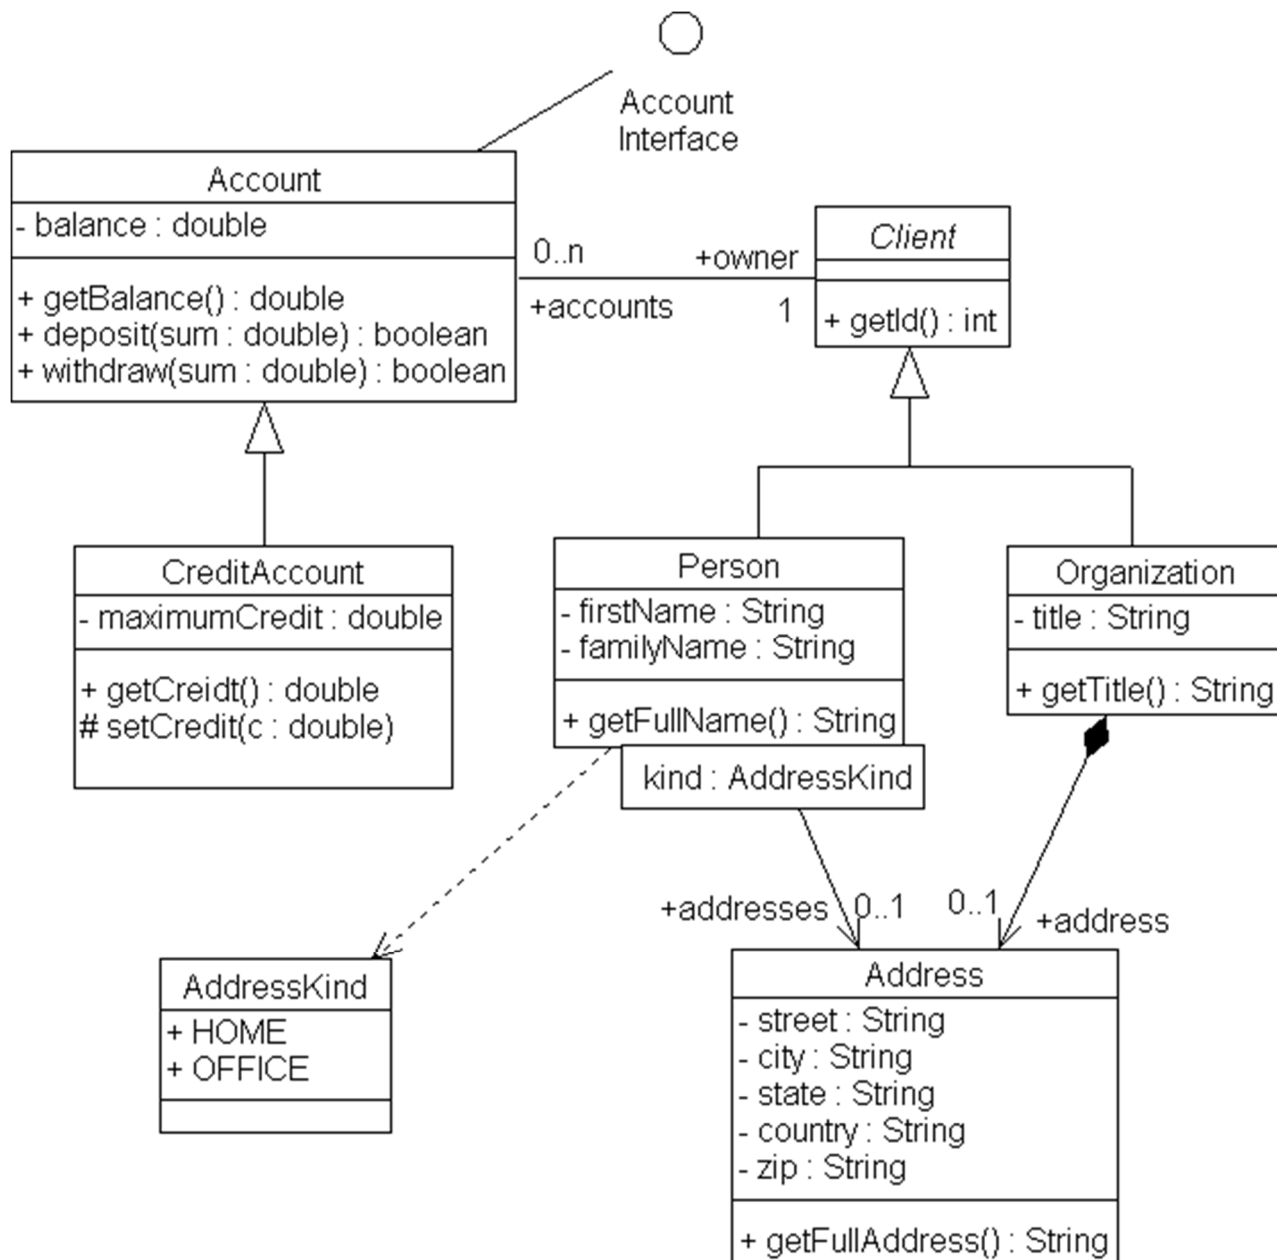 Account
Interface
Account
- balance : double
+ getBalance() : double
+ deposit(sum : double) : boolean
+ withdraw(sum : double) : boolean
0..n
+owner
+accounts
1
Client
+ getId() : int
CreditAccount
- maximumCredit : double
+ getCreidt() : double
# setCredit(c : double)
Person
- firstName : String
- familyName : String
+ getFullName() : String
kind : AddressKind
Organization
- title : String
+ getTitle() : String
+addresses
0..1
0..1
+address
AddressKind
+ HOME
+ OFFICE
Address
- street : String
- city : String
- state : String
- country : String
- zip : String
+ getFullAddress() : String